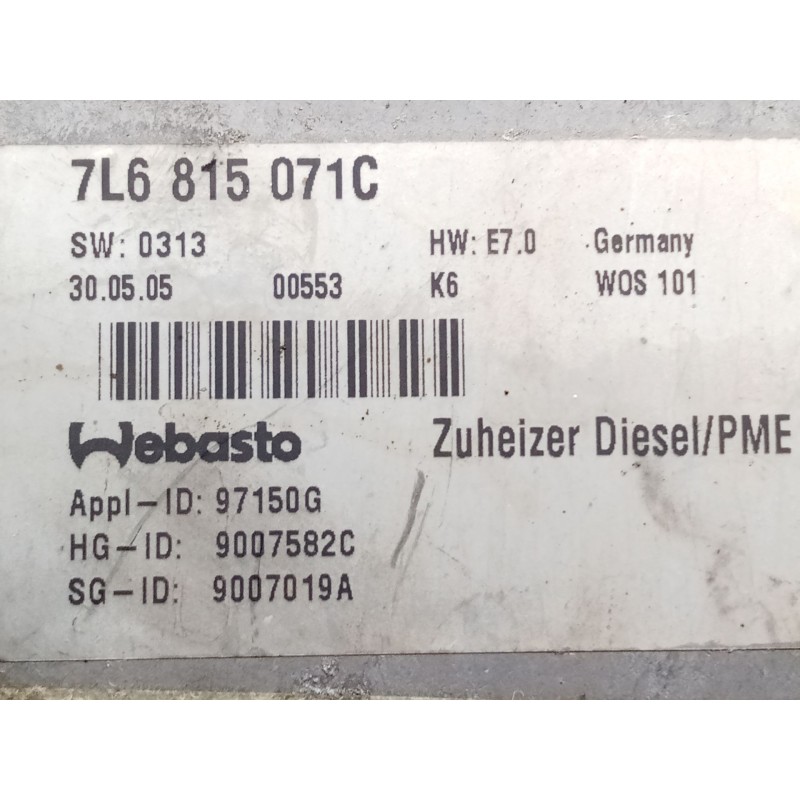 7L6 815 071C
SW: 0313 HW: E7.0 Germany
30.05.05 00553 K6 WOS 101
Webasto Zuheizer Diesel/PME
Appl-ID: 97150G
HG-ID: 9007582C
SG-ID: 9007019A